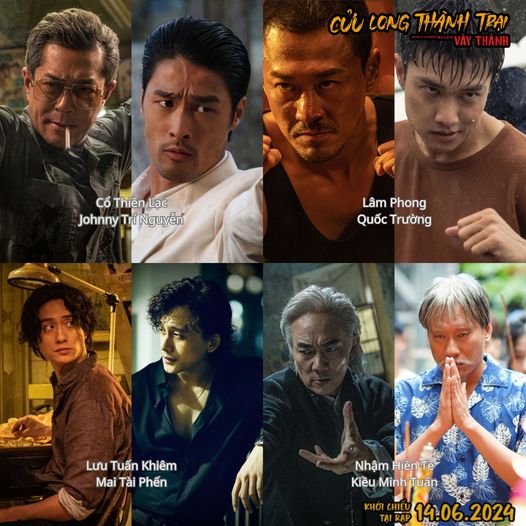 CỬU LONG THÀNH TRẠI
VÂY THÀNH
Cổ Thiên Lạc
Johnny Trí Nguyễn
Lâm Phong
Quốc Trường
Lưu Tuấn Khiêm
Mai Tài Phến
Nhậm Hiền Tề
Kiều Minh Tuấn
KHỞI CHIẾU
TẠI RẠP 14.06.2024